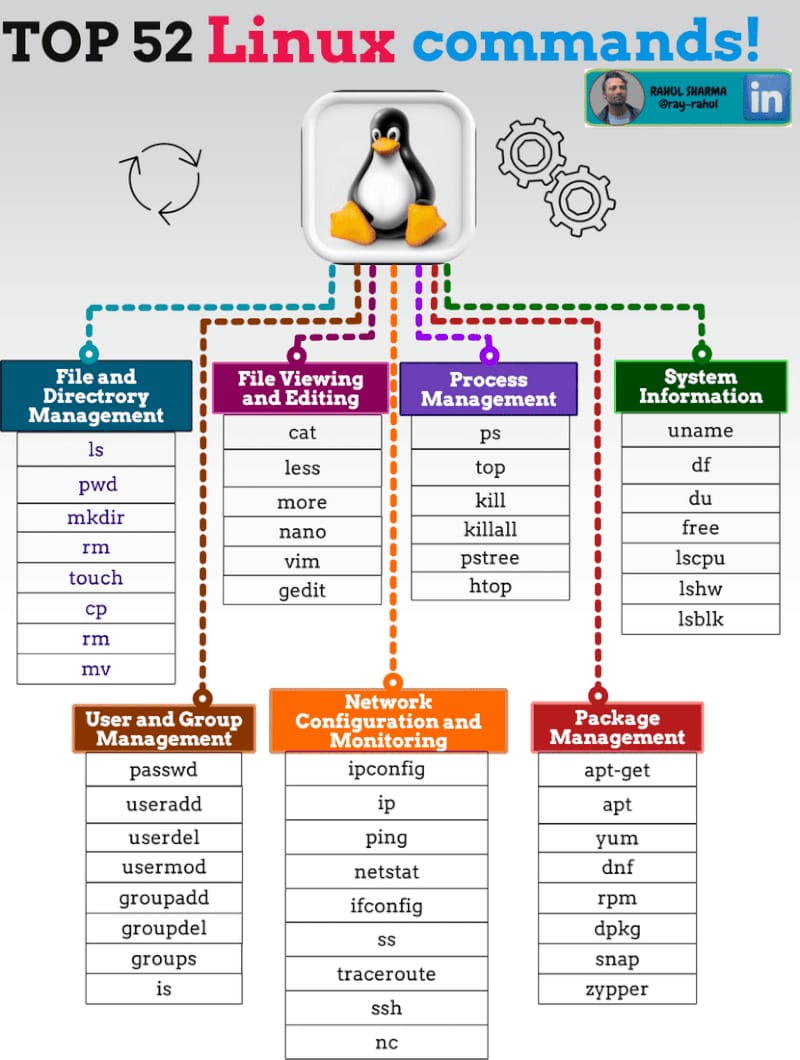 TOP 52 Linux commands!
RAHUL SHARMA
@ray-rahul
in
File and
Directrory
Management
ls
pwd
mkdir
rm
touch
cp
rm
mv
File Viewing
and Editing
cat
less
more
nano
vim
gedit
Process
Management
ps
top
kill
killall
pstree
htop
System
Information
uname
df
du
free
lscpu
lshw
lsblk
User and Group
Management
passwd
useradd
userdel
usermod
groupadd
groupdel
groups
is
Network
Configuration and
Monitoring
ipconfig
ip
ping
netstat
ifconfig
ss
traceroute
ssh
nc
Package
Management
apt-get
apt
yum
dnf
rpm
dpkg
snap
zypper